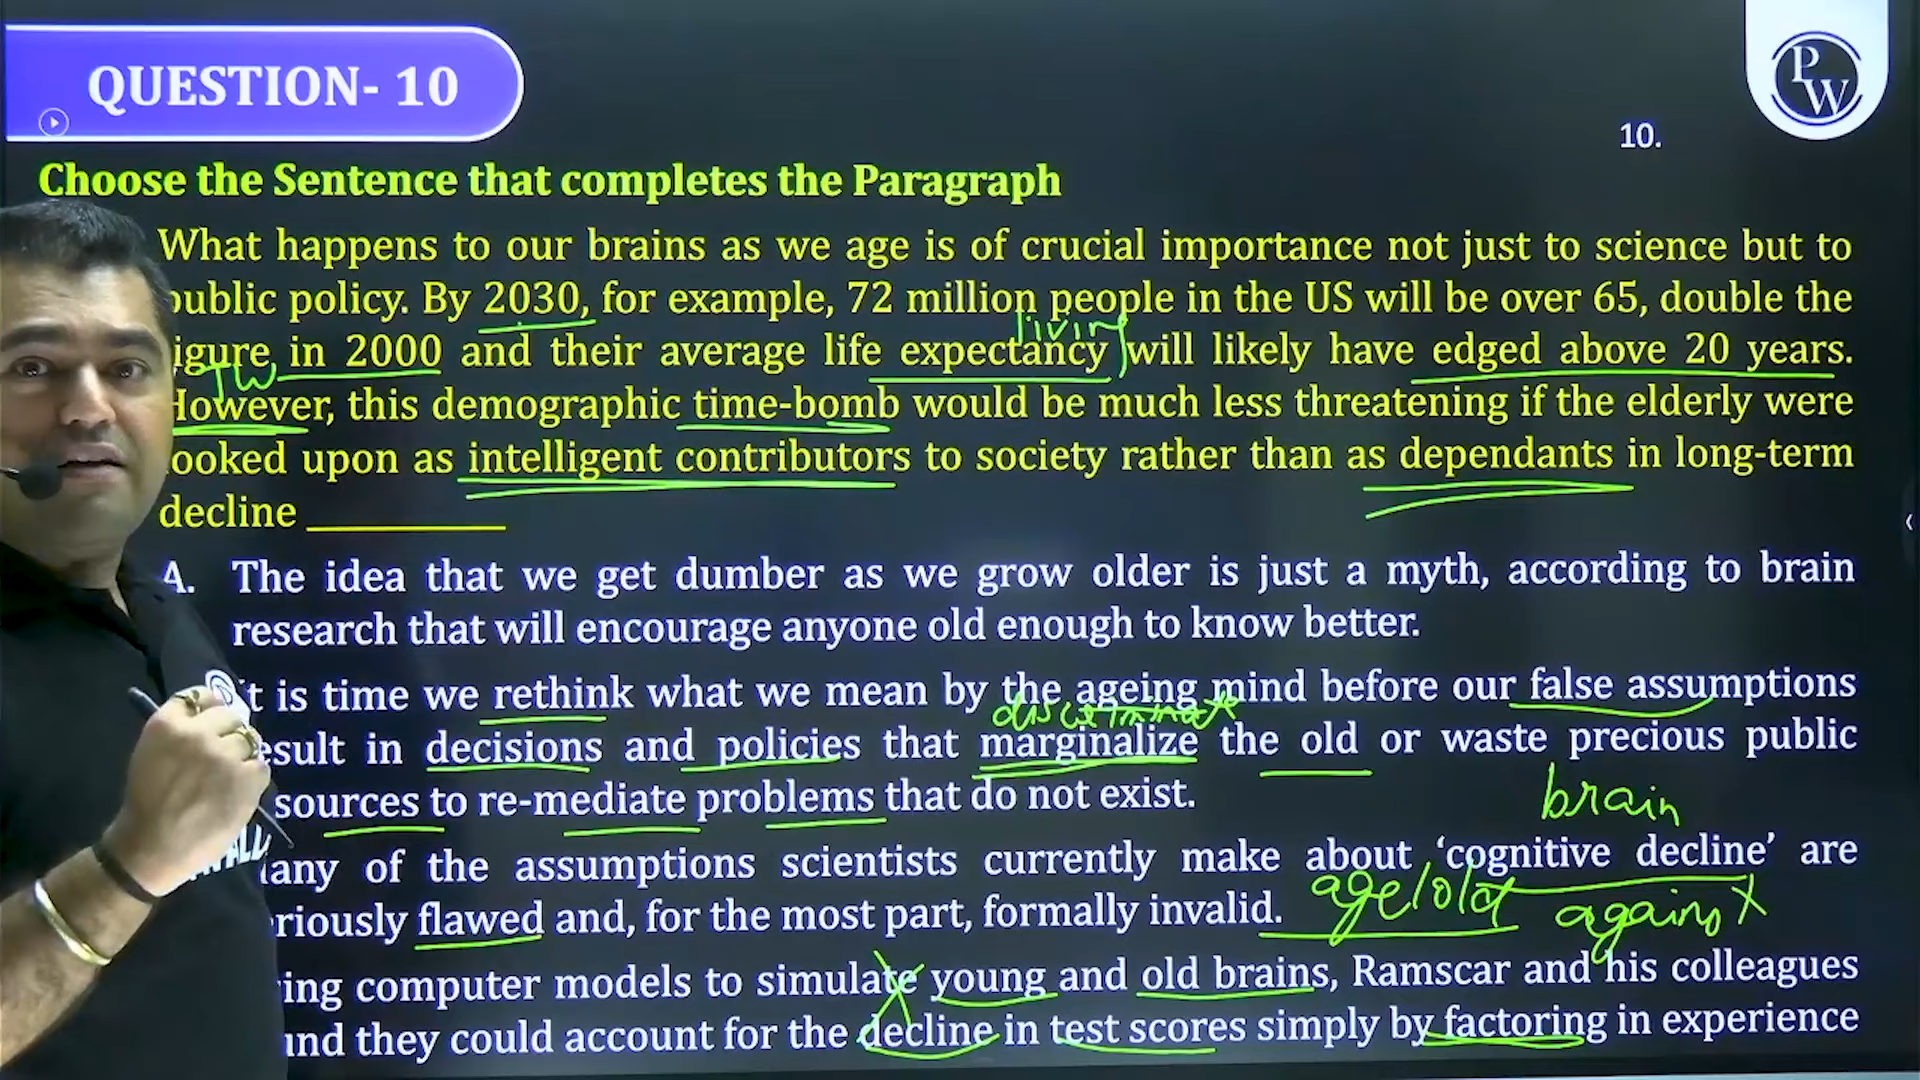 QUESTION- 10
P
W
10.
Choose the Sentence that completes the Paragraph
What happens to our brains as we age is of crucial importance not just to science but to
public policy. By 2030, for example, 72 million people in the US will be over 65, double the
living
igure in 2000 and their average life expectancy will likely have edged above 20 years.
However, this demographic time-bomb would be much less threatening if the elderly were
ooked upon as intelligent contributors to society rather than as dependants in long-term
decline
A. The idea that we get dumber as we grow older is just a myth, according to brain
research that will encourage anyone old enough to know better.
t is time we rethink what we mean by the ageing mind before our false assumptions
discriminate
esult in decisions and policies that marginalize the old or waste precious public
sources to re-mediate problems that do not exist.
brain
any of the assumptions scientists currently make about 'cognitive decline' are
age/old
riously flawed and, for the most part, formally invalid.
against
ing computer models to simulate young and old brains, Ramscar and his colleagues
und they could account for the decline in test scores simply by factoring in experience